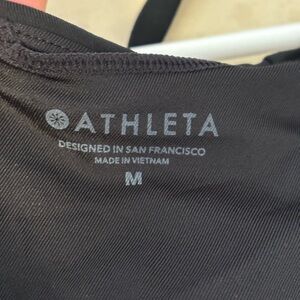 ATHLETA
DESIGNED IN SAN FRANCISCO
MADE IN VIETNAM
M